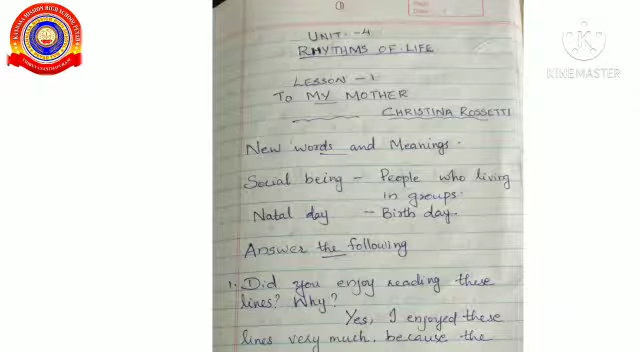 (1)
UNIT -4
RHYTHMS OF LIFE
LESSON - 1
TO MY MOTHER
CHRISTINA ROSSETTI
New words and Meanings.
Social being - People who living
in groups.
Natal day - Birth day.
Answer the following
1. Did you enjoy reading these
lines? Why?
Yes, I enjoyed these
lines very much, because the
KINEMASTER